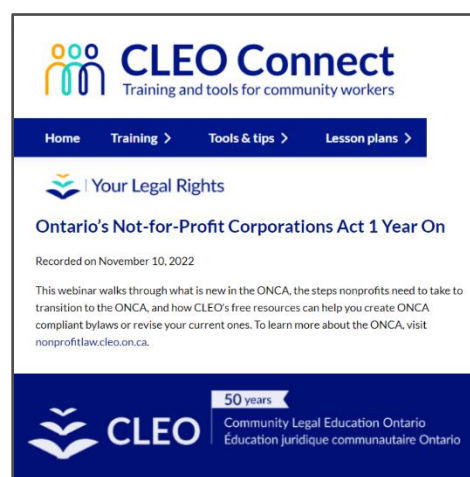 CLEO Connect
Training and tools for community workers
Home Training > Tools & tips > Lesson plans >
Your Legal Rights
Ontario's Not-for-Profit Corporations Act 1 Year On
Recorded on November 10, 2022
This webinar walks through what is new in the ONCA, the steps nonprofits need to take to
transition to the ONCA, and how CLEO's free resources can help you create ONCA
compliant bylaws or revise your current ones. To learn more about the ONCA, visit
nonprofitlaw.cleo.on.ca.
50 years
CLEO
Community Legal Education Ontario
Éducation juridique communautaire Ontario